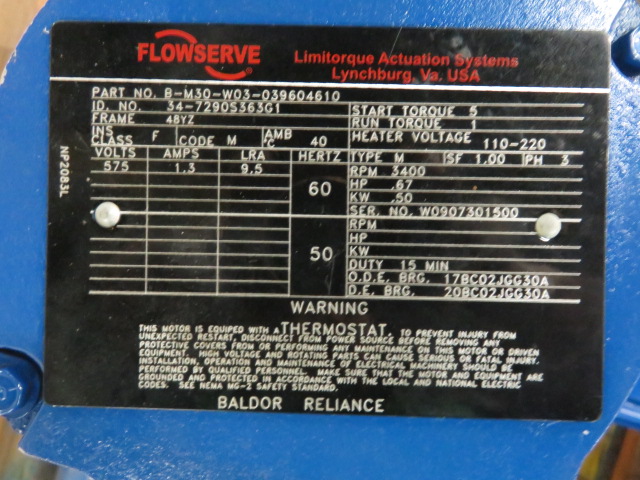 FLOWSERVE
Limitorque Actuation Systems
Lynchburg, Va. USA
PART NO. B-M30-W03-039604610
ID. NO. 34-7290S363G1
START TORQUE 5
FRAME 48YZ
RUN TORQUE 1
INS CLASS F CODE M AMB °C 40
HEATER VOLTAGE 110-220
VOLTS AMPS LRA HERTZ
TYPE M SF 1.00 PH 3
575 1.3 9.5
60
RPM 3400
HP .67
KW .50
SER. NO. W0907301500
50
RPM
HP
KW
DUTY 15 MIN
O.D.E. BRG. 17BC02JGG30A
D.E. BRG. 20BC02JGG30A
NP2083L
WARNING
THIS MOTOR IS EQUIPED WITH A THERMOSTAT. TO PREVENT INJURY FROM
UNEXPECTED RESTART, DISCONNECT FROM POWER SOURCE BEFORE REMOVING ANY
PROTECTIVE COVERS FROM OR PERFORMING ANY MAINTENANCE ON THIS MOTOR OR DRIVEN
EQUIPMENT. HIGH VOLTAGE AND ROTATING PARTS CAN CAUSE SERIOUS OR FATAL INJURY.
INSTALLATION, OPERATION AND MAINTENANCE OF ELECTRICAL MACHINERY SHOULD BE
PERFORMED BY QUALIFIED PERSONNEL. MAKE SURE THAT THE MOTOR AND EQUIPMENT ARE
GROUNDED AND PROTECTED IN ACCORDANCE WITH THE LOCAL AND NATIONAL ELECTRIC
CODES. SEE NEMA MG-2 SAFETY STANDARD.
BALDOR RELIANCE